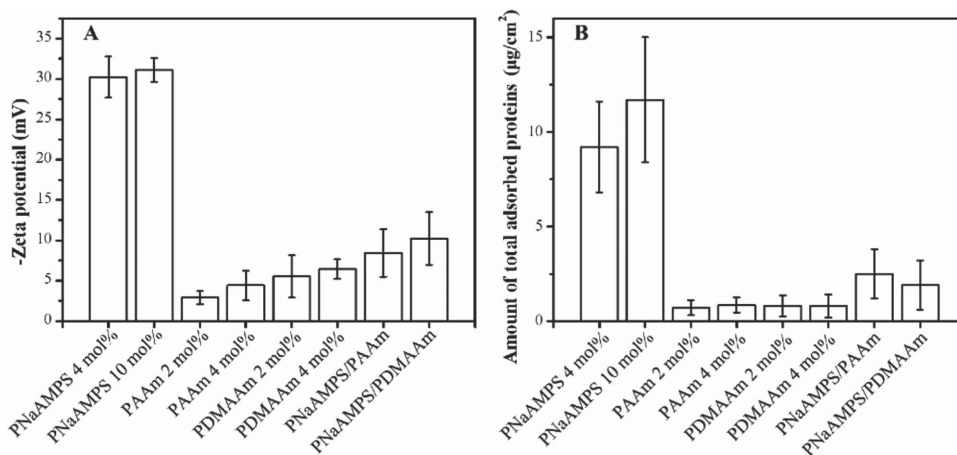 A
-Zeta potential (mV)
35
30
25
20
15
10
5
0
PNaAMPS 4 mol%
PNaAMPS 10 mol%
PAAm 2 mol%
PAAm 4 mol%
PDMAAm 2 mol%
PDMAAm 4 mol%
PNaAMPS/PAAm
PNaAMPS/PDMAAm
B
Amount of total adsorbed proteins (μg/cm²)
15
10
5
0
PNaAMPS 4 mol%
PNaAMPS 10 mol%
PAAm 2 mol%
PAAm 4 mol%
PDMAAm 2 mol%
PDMAAm 4 mol%
PNaAMPS/PAAm
PNaAMPS/PDMAAm